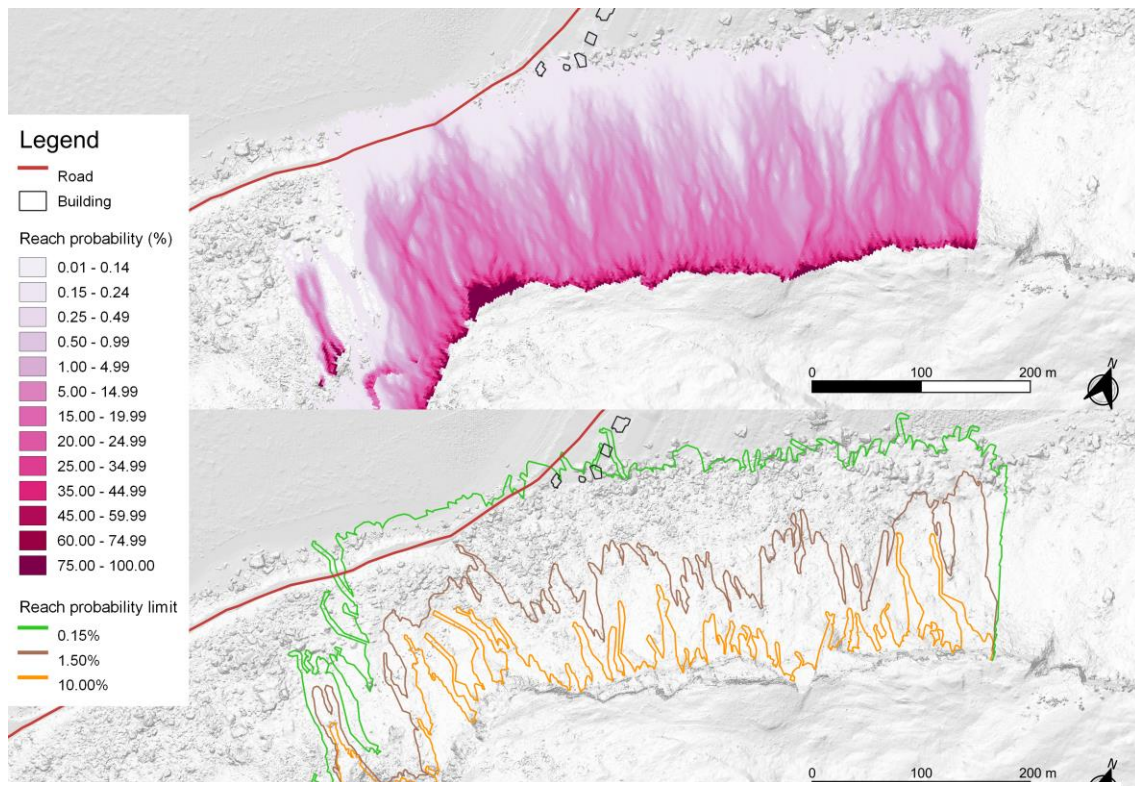 Legend
Road
Building
Reach probability (%)
0.01 - 0.14
0.15 - 0.24
0.25 - 0.49
0.50 - 0.99
1.00 - 4.99
5.00 - 14.99
15.00 - 19.99
20.00 - 24.99
25.00 - 34.99
35.00 - 44.99
45.00 - 59.99
60.00 - 74.99
75.00 - 100.00
Reach probability limit
0.15%
1.50%
10.00%
0 100 200 m
N
0 100 200 m
N